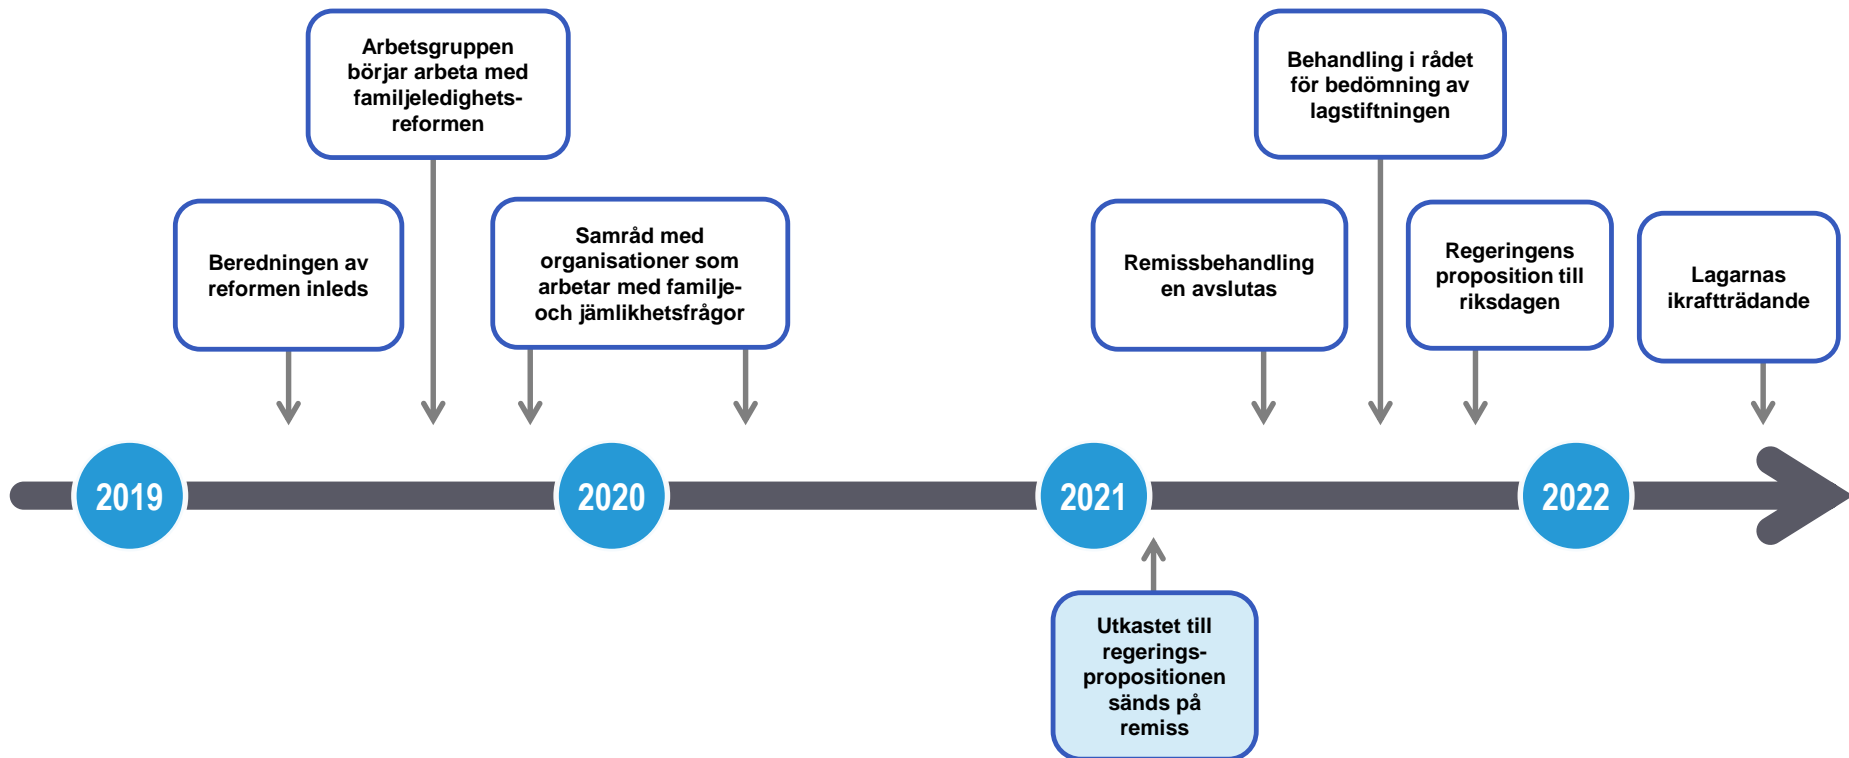 Arbetsgruppen
börjar arbeta med
familjeledighets-
reformen
Behandling i rådet
för bedömning av
lagstiftningen
Beredningen av
reformen inleds
Samråd med
organisationer som
arbetar med familje-
och jämlikhetsfrågor
Remissbehandling
en avslutas
Regeringens
proposition till
riksdagen
Lagarnas
ikraftträdande
2019
2020
2021
2022
Utkastet till
regerings-
propositionen
sänds på
remiss